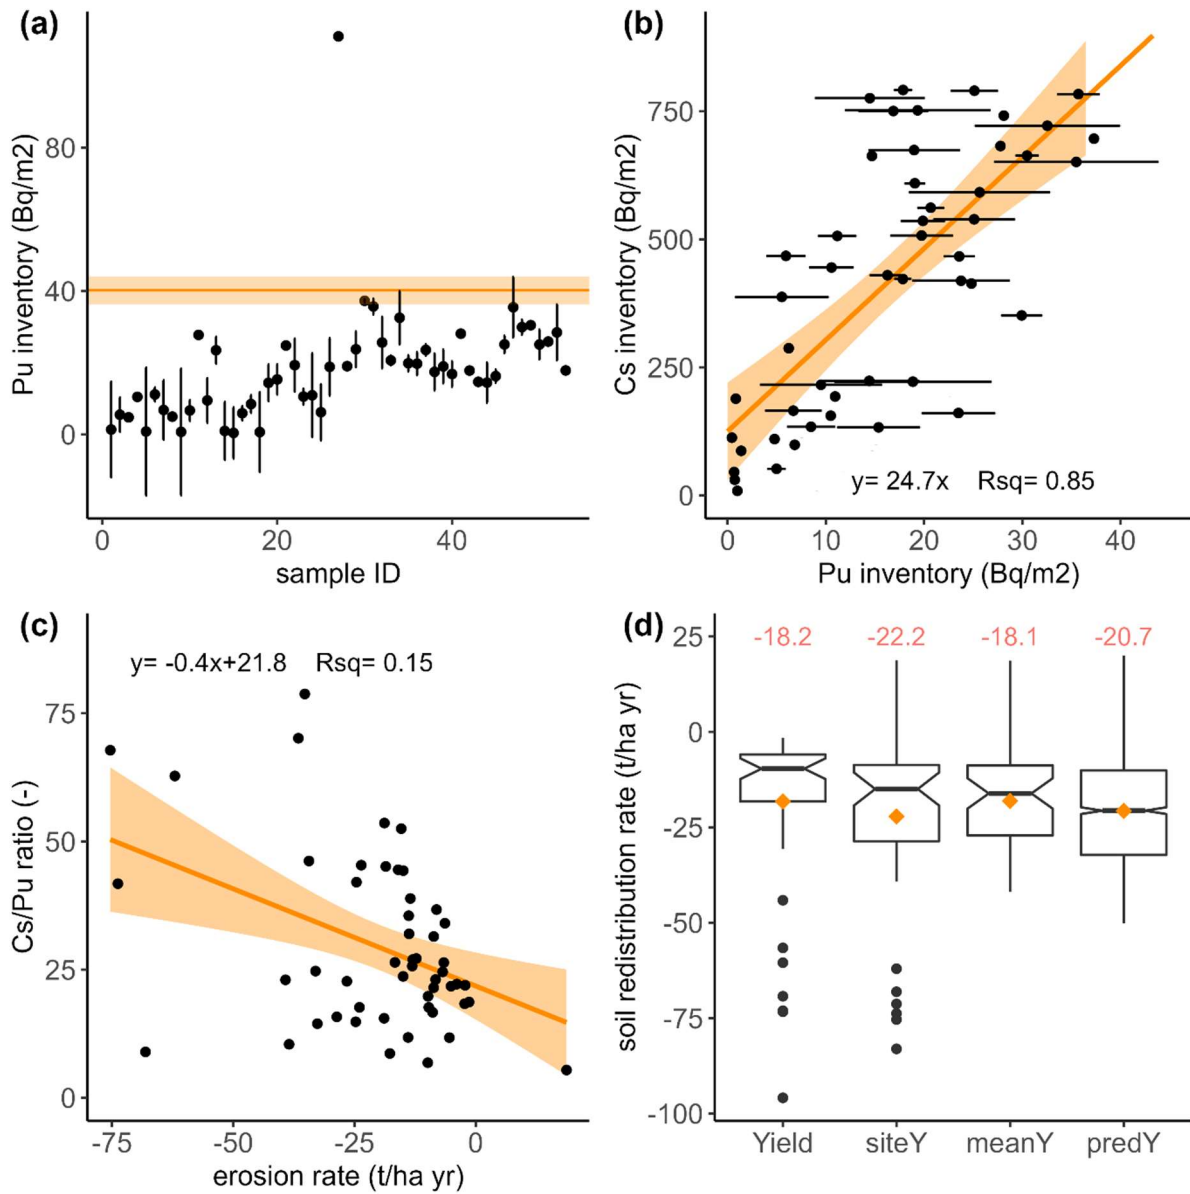 (a)
Pu inventory (Bq/m2)
80
40
0
0 20 40
sample ID
(b)
Cs inventory (Bq/m2)
750
500
250
0
y= 24.7x Rsq= 0.85
0 10 20 30 40
Pu inventory (Bq/m2)
(c)
y= -0.4x+21.8 Rsq= 0.15
Cs/Pu ratio (-)
75
50
25
0
-75 -50 -25 0
erosion rate (t/ha yr)
(d)
soil redistribution rate (t/ha yr)
25
0
-25
-50
-75
-100
-18.2 -22.2 -18.1 -20.7
Yield siteY meanY predY